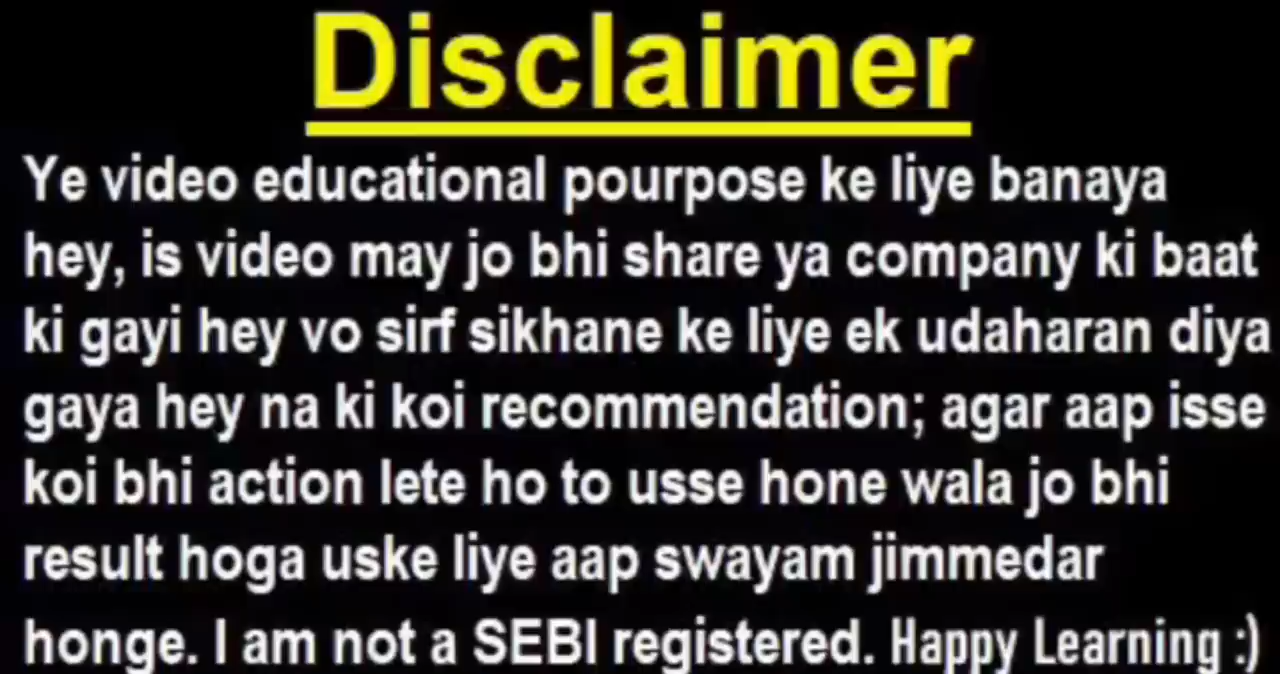 Disclaimer
Ye video educational pourpose ke liye banaya
hey, is video may jo bhi share ya company ki baat
ki gayi hey vo sirf sikhane ke liye ek udaharan diya
gaya hey na ki koi recommendation; agar aap isse
koi bhi action lete ho to usse hone wala jo bhi
result hoga uske liye aap swayam jimmedar
honge. I am not a SEBI registered. Happy Learning :)